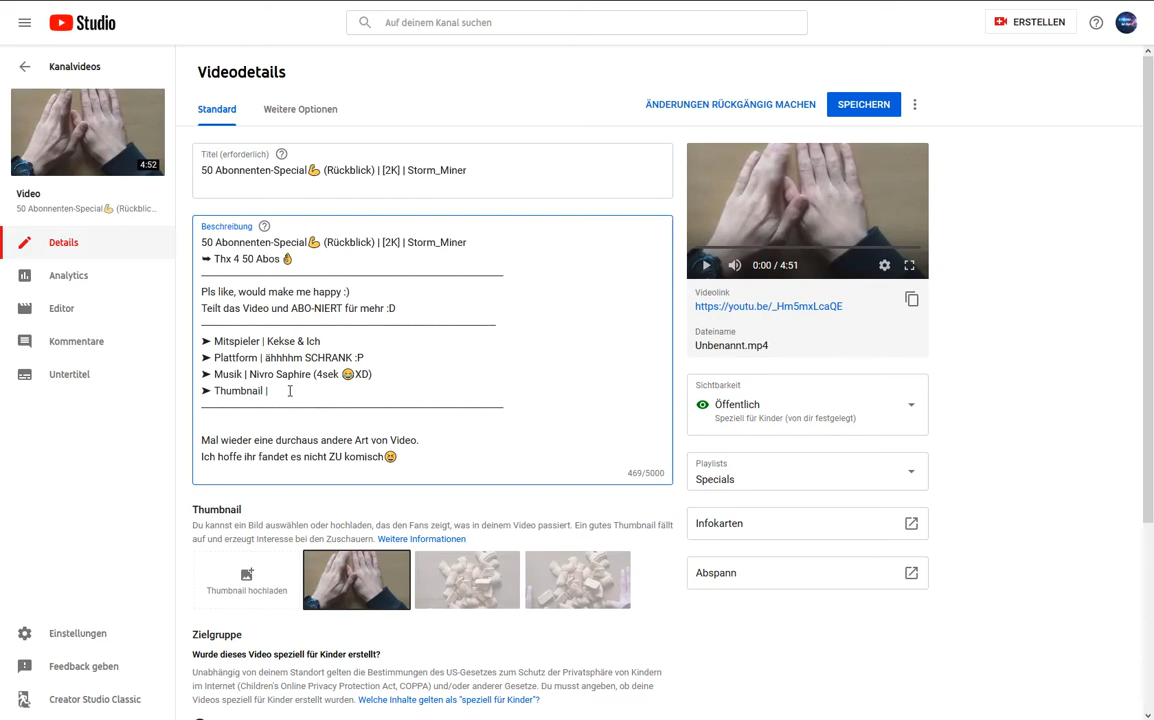 Studio
Auf deinem Kanal suchen
ERSTELLEN
Kanalvideos
4:52
Video
50 Abonnenten-Special💪 (Rückblic...
Details
Analytics
Editor
Kommentare
Untertitel
Einstellungen
Feedback geben
Creator Studio Classic
Videodetails
Standard
Weitere Optionen
ÄNDERUNGEN RÜCKGÄNGIG MACHEN
SPEICHERN
Titel (erforderlich)
50 Abonnenten-Special💪 (Rückblick) | [2K] | Storm_Miner
Beschreibung
50 Abonnenten-Special💪 (Rückblick) | [2K] | Storm_Miner
➥ Thx 4 50 Abos 👌
Pls like, would make me happy :)
Teilt das Video und ABO-NIERT für mehr :D
➤ Mitspieler | Kekse & Ich
➤ Plattform | ähhhhm SCHRANK :P
➤ Musik | Nivro Saphire (4sek 😂XD)
➤ Thumbnail |
Mal wieder eine durchaus andere Art von Video.
Ich hoffe ihr fandet es nicht ZU komisch😆
469/5000
Thumbnail
Du kannst ein Bild auswählen oder hochladen, das den Fans zeigt, was in deinem Video passiert. Ein gutes Thumbnail fällt
auf und erzeugt Interesse bei den Zuschauern. Weitere Informationen
Thumbnail hochladen
Zielgruppe
Wurde dieses Video speziell für Kinder erstellt?
Unabhängig von deinem Standort gelten die Bestimmungen des US-Gesetzes zum Schutz der Privatsphäre von Kindern
im Internet (Children's Online Privacy Protection Act, COPPA) und/oder anderer Gesetze. Du musst angeben, ob deine
Videos speziell für Kinder erstellt wurden. Welche Inhalte gelten als "speziell für Kinder"?
0:00 / 4:51
Videolink
https://youtu.be/_Hm5mxLcaQE
Dateiname
Unbenannt.mp4
Sichtbarkeit
Öffentlich
Speziell für Kinder (von dir festgelegt)
Playlists
Specials
Infokarten
Abspann